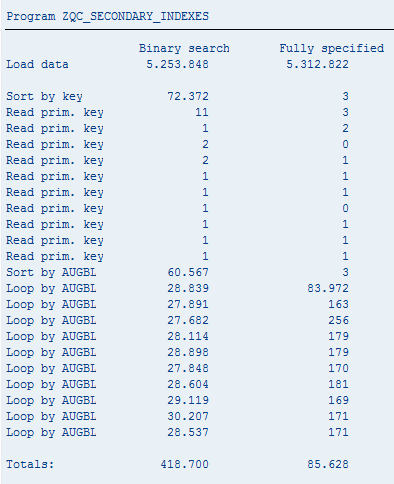 Program ZQC_SECONDARY_INDEXES
Binary search Fully specified
Load data 5.253.848 5.312.822
Sort by key 72.372 3
Read prim. key 11 3
Read prim. key 1 2
Read prim. key 2 0
Read prim. key 2 1
Read prim. key 1 1
Read prim. key 1 1
Read prim. key 1 0
Read prim. key 1 1
Read prim. key 1 1
Read prim. key 1 1
Sort by AUGBL 60.567 3
Loop by AUGBL 28.839 83.972
Loop by AUGBL 27.891 163
Loop by AUGBL 27.682 256
Loop by AUGBL 28.114 179
Loop by AUGBL 28.898 179
Loop by AUGBL 27.848 170
Loop by AUGBL 28.604 181
Loop by AUGBL 29.119 169
Loop by AUGBL 30.207 171
Loop by AUGBL 28.537 171
Totals: 418.700 85.628